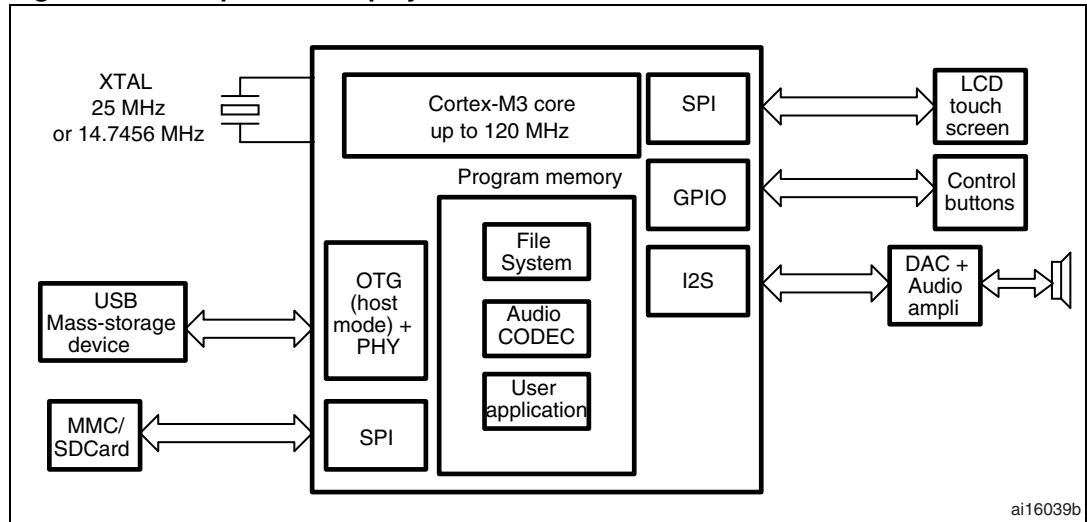 XTAL
25 MHz
or 14.7456 MHz
Cortex-M3 core
up to 120 MHz
SPI
LCD
touch
screen
Program memory
GPIO
Control
buttons
File
System
OTG
(host
mode) +
PHY
I2S
DAC +
Audio
ampli
USB
Mass-storage
device
Audio
CODEC
User
application
MMC/
SDCard
SPI
ai16039b